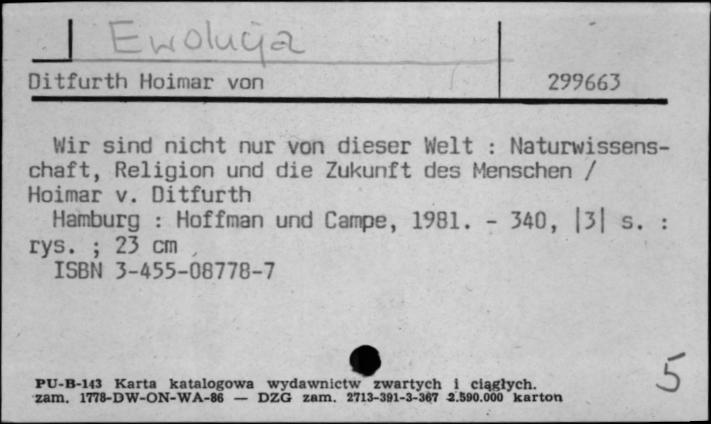 Ewolucja
Ditfurth Hoimar von 299663
Wir sind nicht nur von dieser Welt : Naturwissens-
chaft, Religion und die Zukunft des Menschen /
Hoimar v. Ditfurth
Hamburg : Hoffman und Campe, 1981. - 340, |3| s. :
rys. ; 23 cm
ISBN 3-455-08778-7
5
PU-B-143 Karta katalogowa wydawnictw zwartych i ciągłych.
zam. 1778-DW-ON-WA-86 — DZG zam. 2713-391-3-367 2.590.000 karton